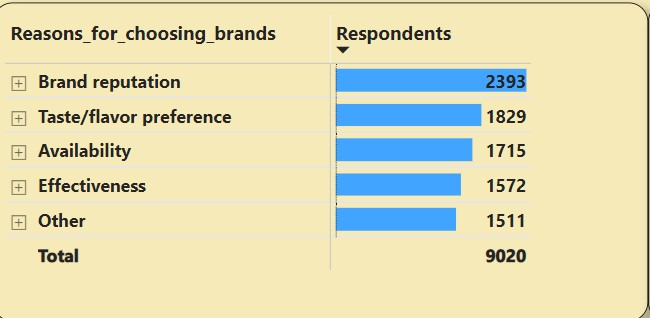 Reasons_for_choosing_brands Respondents
Brand reputation 2393
Taste/flavor preference 1829
Availability 1715
Effectiveness 1572
Other 1511
Total 9020